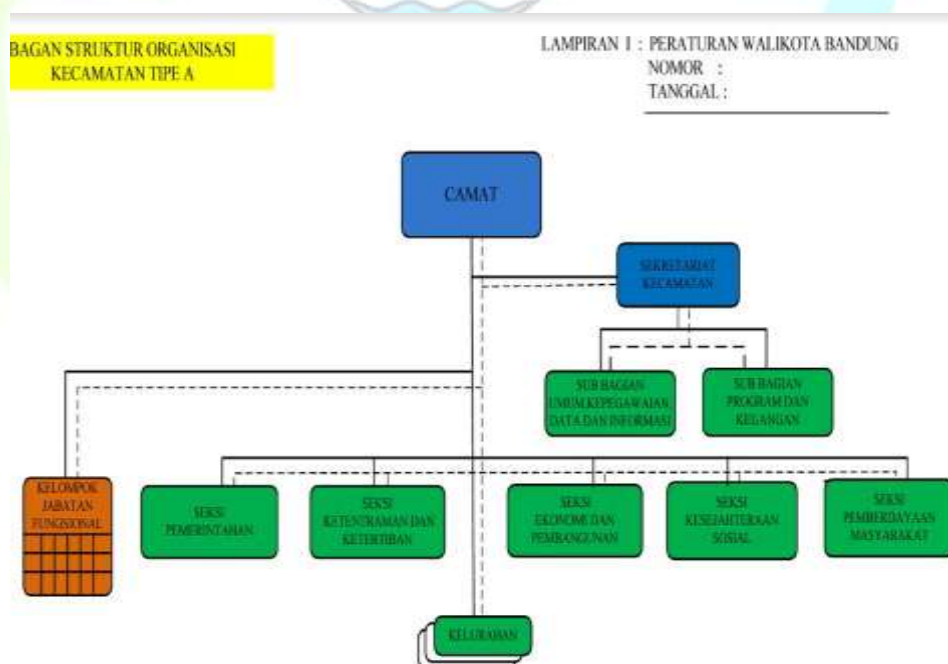 BAGAN STRUKTUR ORGANISASI
KECAMATAN TIPE A
LAMPIRAN I : PERATURAN WALIKOTA BANDUNG
NOMOR :
TANGGAL :
CAMAT
SEKRETARIAT
KECAMATAN
SUB BAGIAN
UMUM,KEPEGAWAIAN
DATA DAN INFORMASI
SUB BAGIAN
PROGRAM DAN
KEUANGAN
KELOMPOK
JABATAN
FUNGSIONAL
SEKSI
PEMERINTAHAN
SEKSI
KETENTRAMAN DAN
KETERTIBAN
SEKSI
EKONOMI DAN
PEMBANGUNAN
SEKSI
KESEJAHTERAAN
SOSIAL
SEKSI
PEMBERDAYAAN
MASYARAKAT
KELURAHAN